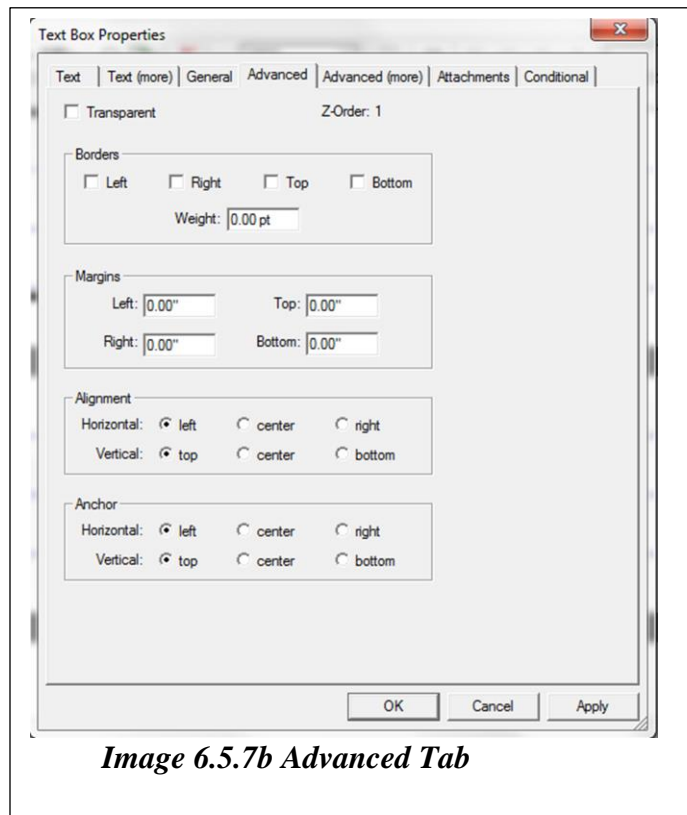 Text Box Properties
Text Text (more) General Advanced Advanced (more) Attachments Conditional
Transparent Z-Order: 1
Borders
Left Right Top Bottom
Weight: 0.00 pt
Margins
Left: 0.00" Top: 0.00"
Right: 0.00" Bottom: 0.00"
Alignment
Horizontal: left center right
Vertical: top center bottom
Anchor
Horizontal: left center right
Vertical: top center bottom
OK Cancel Apply
Image 6.5.7b Advanced Tab